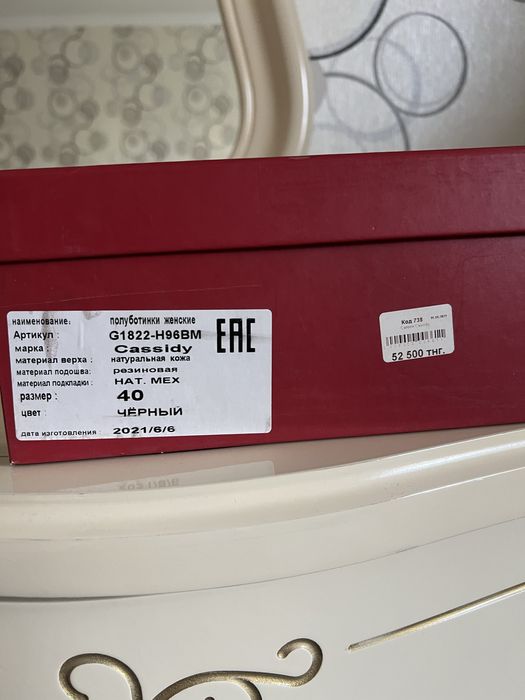 наименование: полуботинки женские
Артикул : G1822-H96BM
марка : Cassidy
материал верха : натуральная кожа
материал подошва: резиновая
материал подкладки : НАТ. МЕХ
размер : 40
цвет : ЧЁРНЫЙ
дата изготовления : 2021/6/6
EAC
Код 738
52 500 тнг.